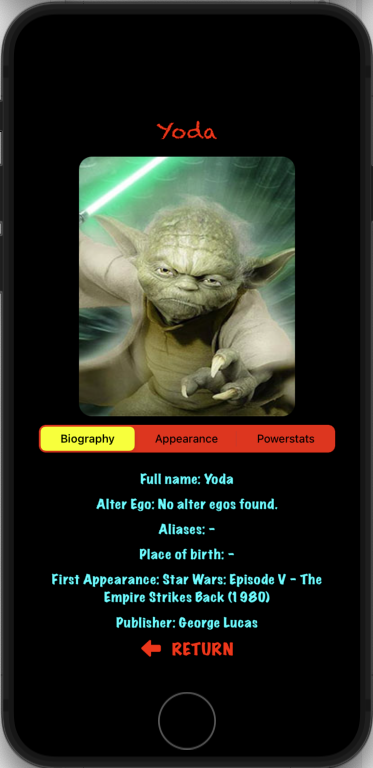 Yoda
Biography Appearance Powerstats
Full name: Yoda
Alter Ego: No alter egos found.
Aliases: -
Place of birth: -
First Appearance: Star Wars: Episode V - The
Empire Strikes Back (1980)
Publisher: George Lucas
RETURN